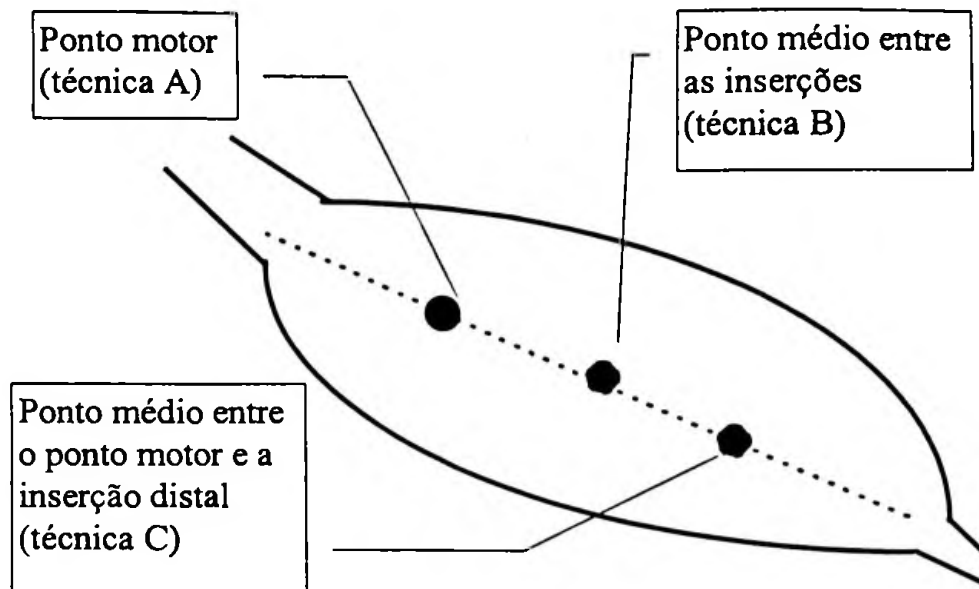 Ponto motor
(técnica A)
Ponto médio entre
as inserções
(técnica B)
Ponto médio entre
o ponto motor e a
inserção distal
(técnica C)